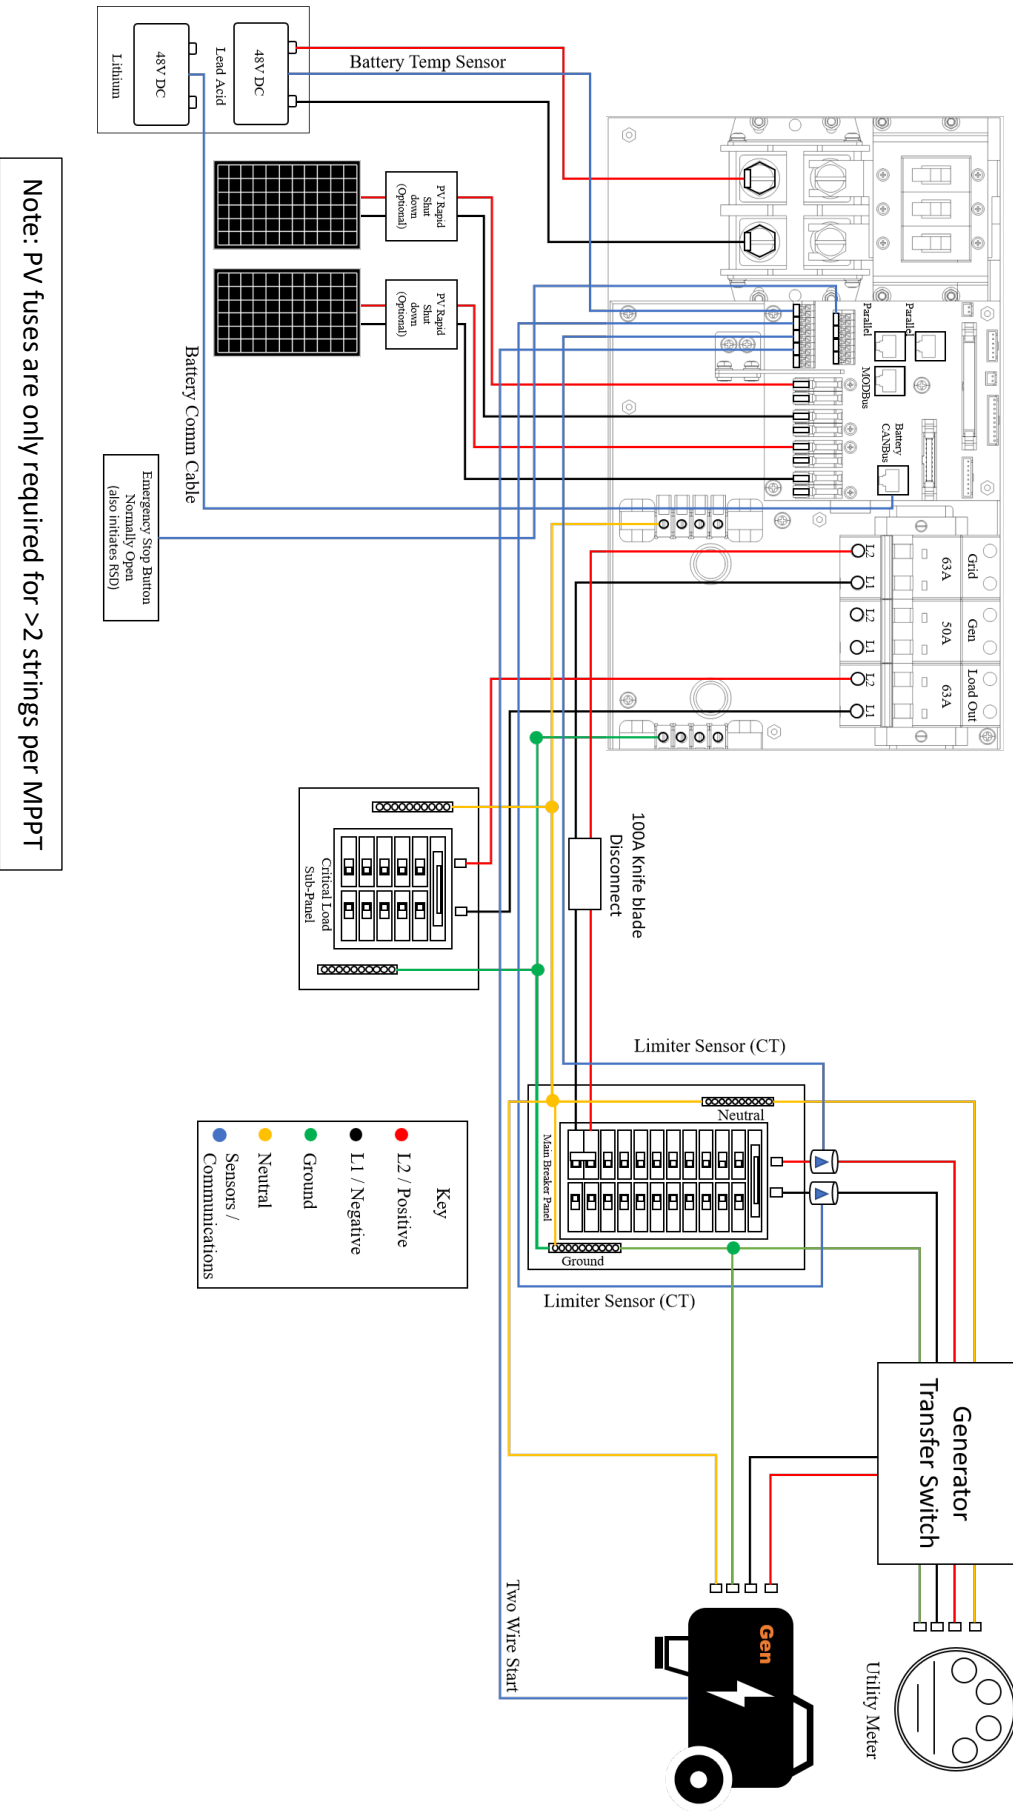 48V DC
Lead Acid
48V DC
Lithium
Battery Temp Sensor
PV Rapid
Shut
down
(Optional)
PV Rapid
Shut
down
(Optional)
Battery Comm Cable
Emergency Stop Button
Normally Open
(also initiates RSD)
Note: PV fuses are only required for >2 strings per MPPT
Parallel
Parallel
MODBus
Battery
CANBus
Grid
63A
L2
L1
Gen
50A
L2
L1
Load Out
63A
L2
L1
100A Knife blade
Disconnect
Critical Load
Sub-Panel
Limiter Sensor (CT)
Neutral
Main Breaker Panel
Ground
Limiter Sensor (CT)
Key
L2 / Positive
L1 / Negative
Ground
Neutral
Sensors /
Communications
Generator
Transfer Switch
Two Wire Start
Gen
Utility Meter